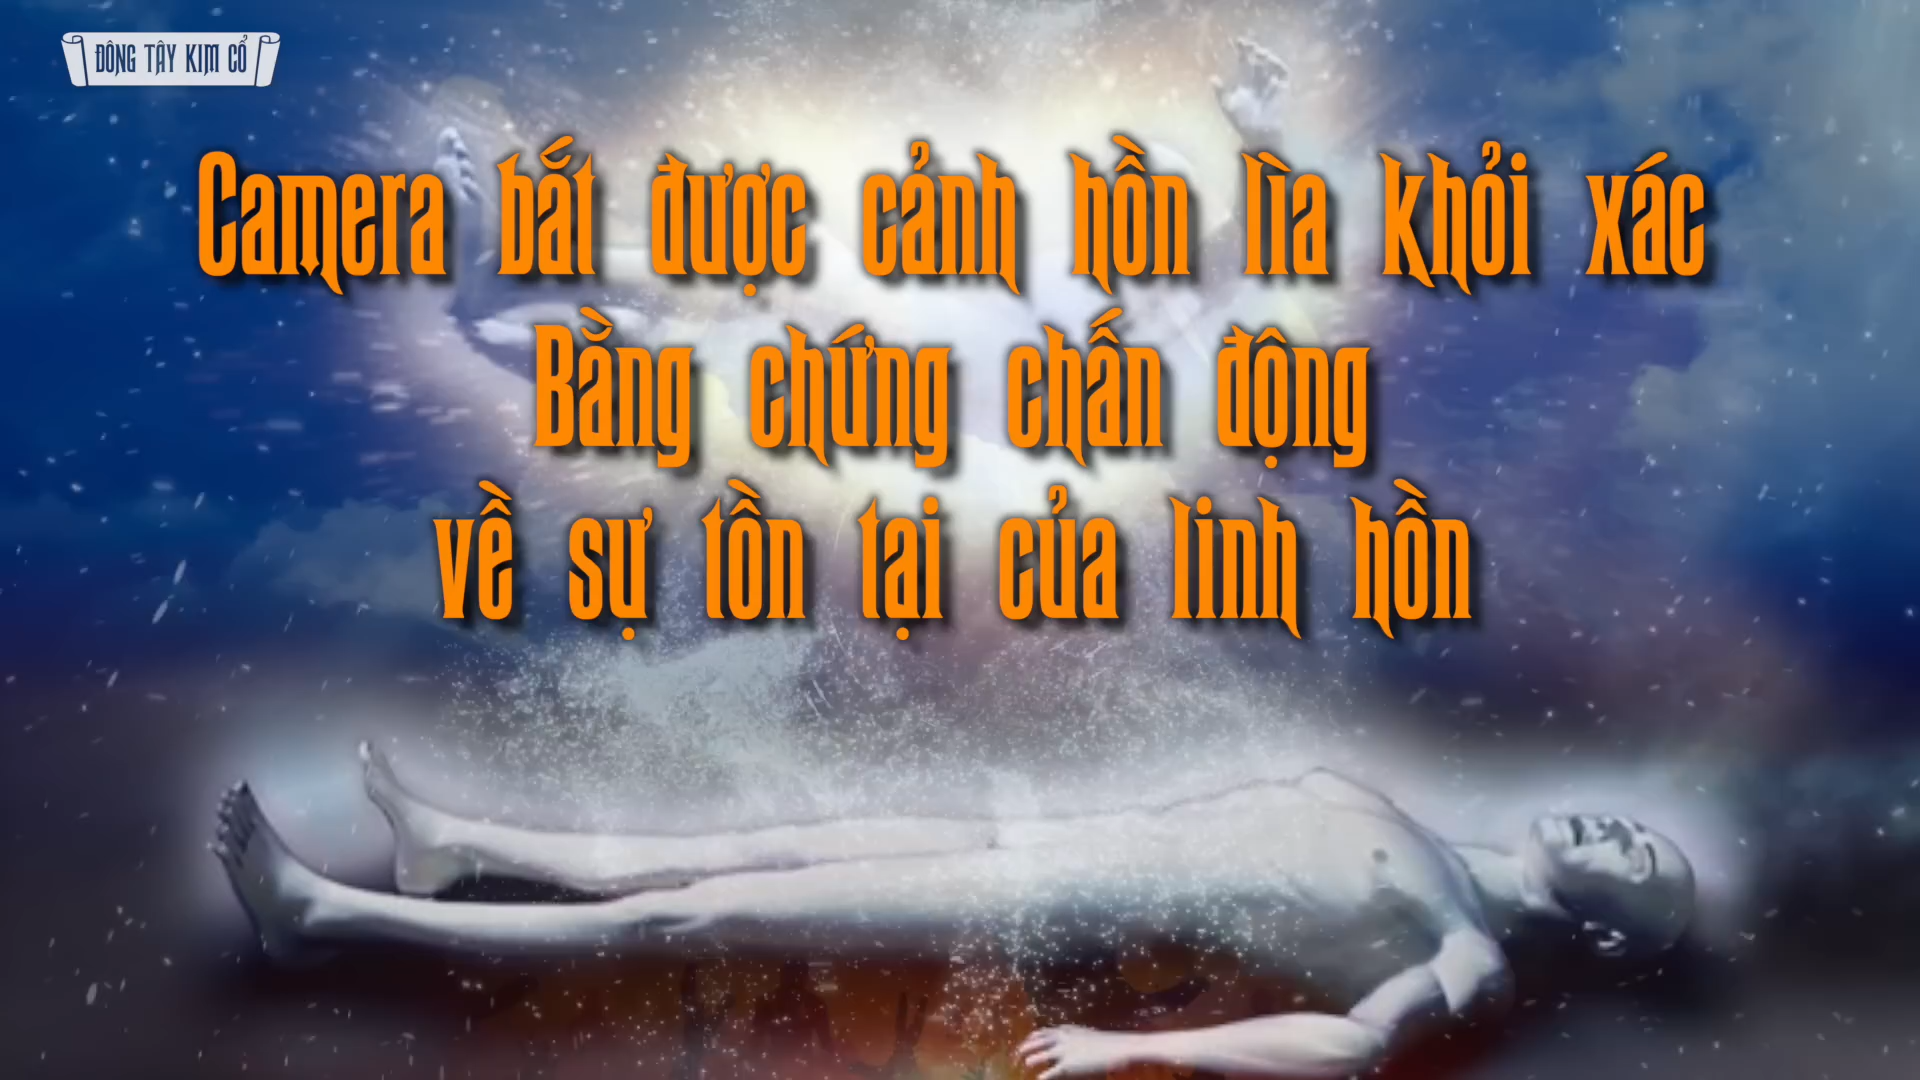 ĐÔNG TÂY KIM CỔ
Camera bắt được cảnh hồn lìa khỏi xác
Bằng chứng chấn động
về sự tồn tại của linh hồn